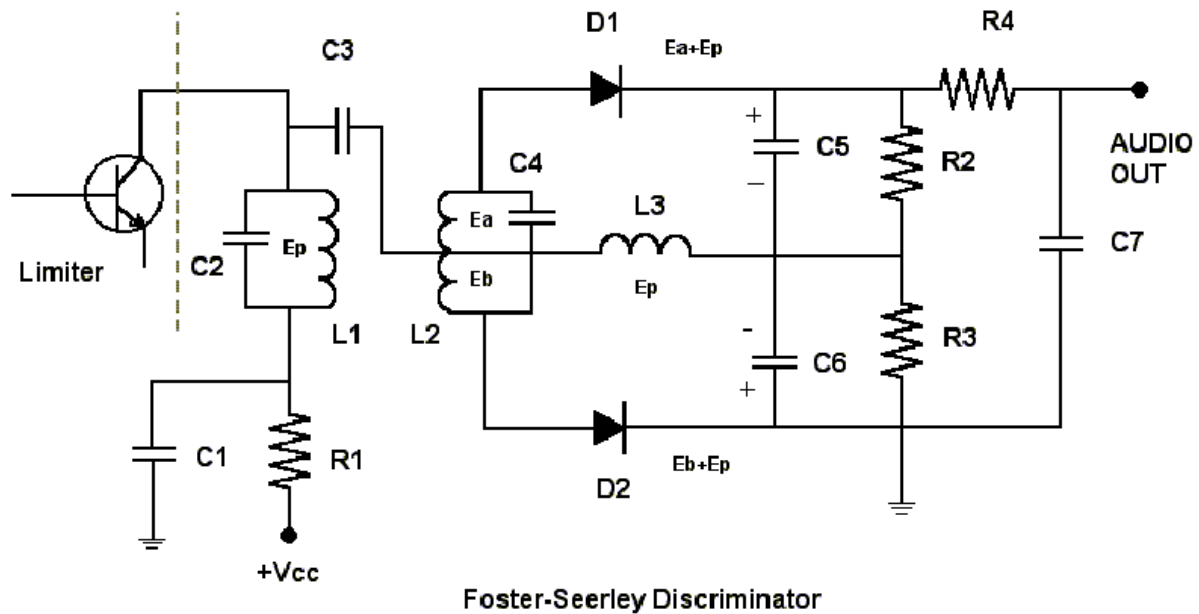 D1
Ea+Ep
R4
C3
+
C5
−
R2
AUDIO
OUT
C4
Ea
L3
C7
Limiter
C2
Ep
Eb
Ep
L1
L2
-
C6
+
R3
C1
R1
D2
Eb+Ep
+Vcc
Foster-Seerley Discriminator